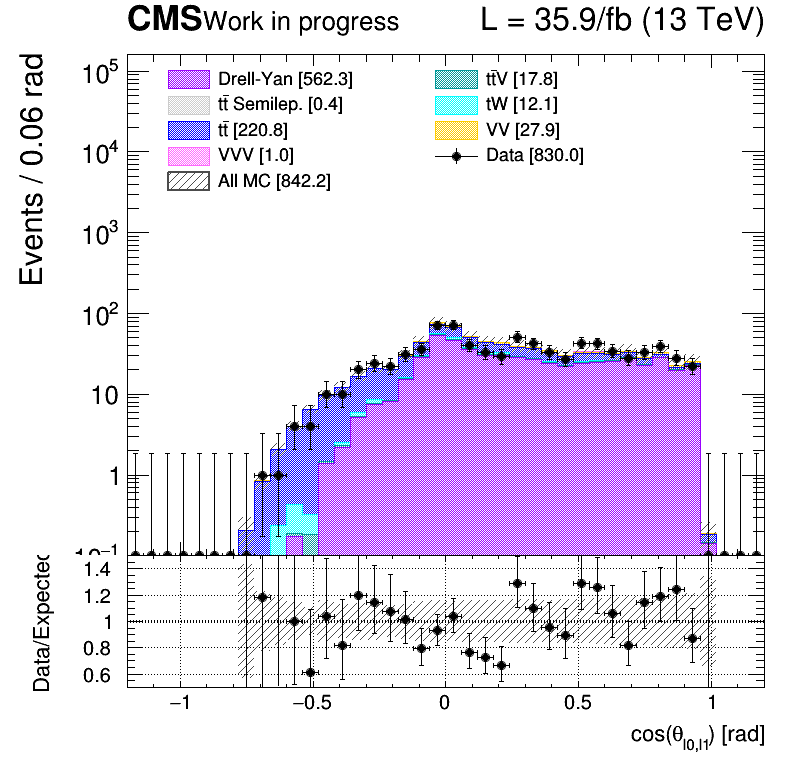 CMS Work in progress L = 35.9/fb (13 TeV)
Events / 0.06 rad
10⁵
10⁴
10³
10²
10
1
10⁻¹
Drell-Yan [562.3]
tt̄ Semilep. [0.4]
tt̄ [220.8]
VVV [1.0]
All MC [842.2]
tt̄V [17.8]
tW [12.1]
VV [27.9]
Data [830.0]
Data/Expected
1.4
1.2
1
0.8
0.6
−1 −0.5 0 0.5 1
cos(θ_{l0,l1}) [rad]